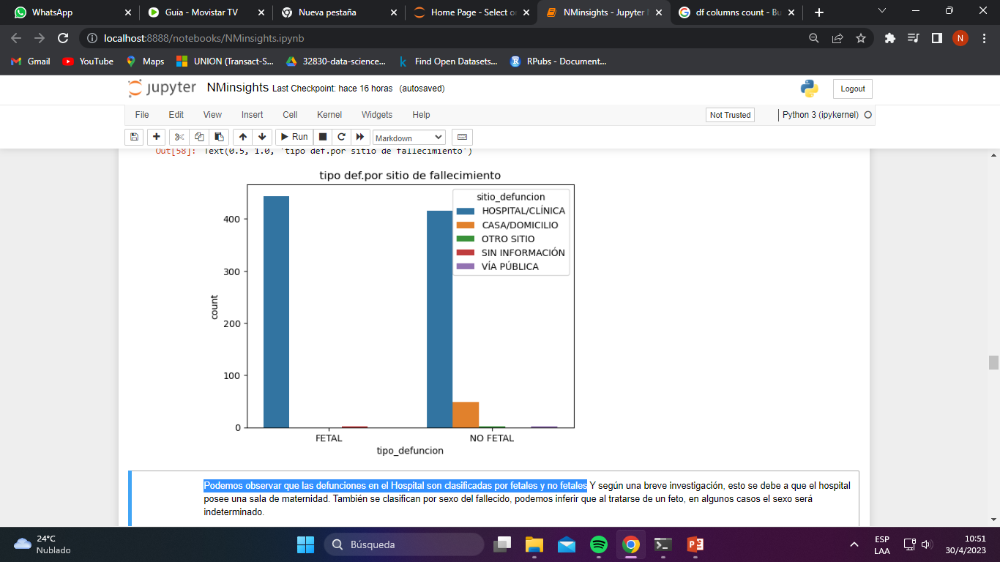 WhatsApp
Guia - Movistar TV
Nueva pestaña
Home Page - Select or
NMinsights - Jupyter
df columns count - Bu
localhost:8888/notebooks/NMinsights.ipynb
N
Gmail
YouTube
Maps
UNION (Transact-S...
32830-data-science...
Find Open Datasets...
RPubs - Document...
jupyter
NMinsights Last Checkpoint: hace 16 horas (autosaved)
Logout
File Edit View Insert Cell Kernel Widgets Help
Not Trusted
Python 3 (ipykernel)
Run
Markdown
Out[58]: Text(0.5, 1.0, 'tipo def.por sitio de fallecimiento')
tipo def.por sitio de fallecimiento
sitio_defuncion
HOSPITAL/CLÍNICA
CASA/DOMICILIO
OTRO SITIO
SIN INFORMACIÓN
VÍA PÚBLICA
400
300
200
100
0
count
FETAL
NO FETAL
tipo_defuncion
Podemos observar que las defunciones en el Hospital son clasificadas por fetales y no fetales Y según una breve investigación, esto se debe a que el hospital
posee una sala de maternidad. También se clasifican por sexo del fallecido, podemos inferir que al tratarse de un feto, en algunos casos el sexo será
indeterminado.
24°C
Nublado
Búsqueda
ESP
LAA
10:51
30/4/2023